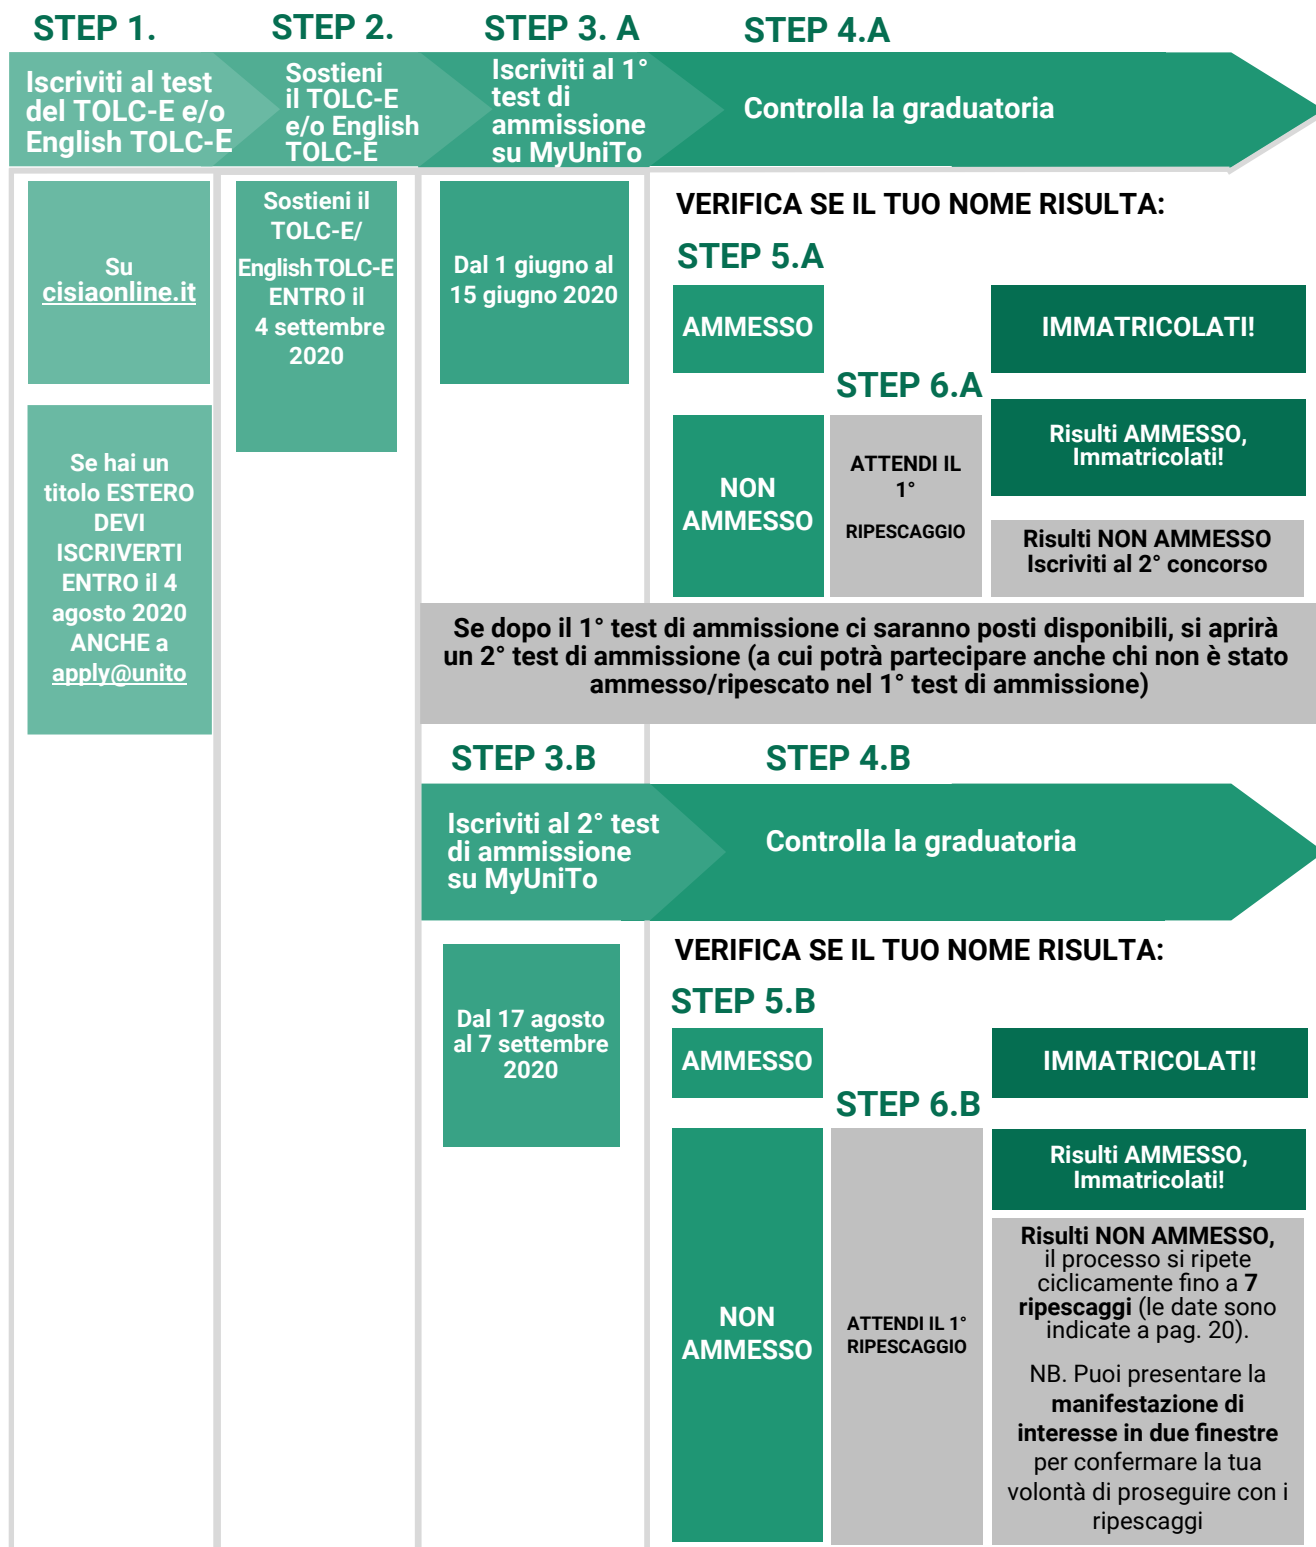 STEP 1.
STEP 2.
STEP 3. A
STEP 4.A
Iscriviti al test
del TOLC-E e/o
English TOLC-E
Sostieni
il TOLC-E
e/o English
TOLC-E
Iscriviti al 1°
test di
ammissione
su MyUniTo
Controlla la graduatoria
Su
cisiaonline.it
Se hai un
titolo ESTERO
DEVI
ISCRIVERTI
ENTRO il 4
agosto 2020
ANCHE a
apply@unito
Sostieni il
TOLC-E/
English TOLC-E
ENTRO il
4 settembre
2020
Dal 1 giugno al
15 giugno 2020
VERIFICA SE IL TUO NOME RISULTA:
STEP 5.A
AMMESSO
IMMATRICOLATI!
STEP 6.A
NON
AMMESSO
ATTENDI IL
1°
RIPESCAGGIO
Risulti AMMESSO,
Immatricolati!
Risulti NON AMMESSO
Iscriviti al 2° concorso
Se dopo il 1° test di ammissione ci saranno posti disponibili, si aprirà
un 2° test di ammissione (a cui potrà partecipare anche chi non è stato
ammesso/ripescato nel 1° test di ammissione)
STEP 3.B
STEP 4.B
Iscriviti al 2° test
di ammissione
su MyUniTo
Controlla la graduatoria
Dal 17 agosto
al 7 settembre
2020
VERIFICA SE IL TUO NOME RISULTA:
STEP 5.B
AMMESSO
IMMATRICOLATI!
STEP 6.B
NON
AMMESSO
ATTENDI IL 1°
RIPESCAGGIO
Risulti AMMESSO,
Immatricolati!
Risulti NON AMMESSO,
il processo si ripete
ciclicamente fino a 7
ripescaggi (le date sono
indicate a pag. 20).
NB. Puoi presentare la
manifestazione di
interesse in due finestre
per confermare la tua
volontà di proseguire con i
ripescaggi